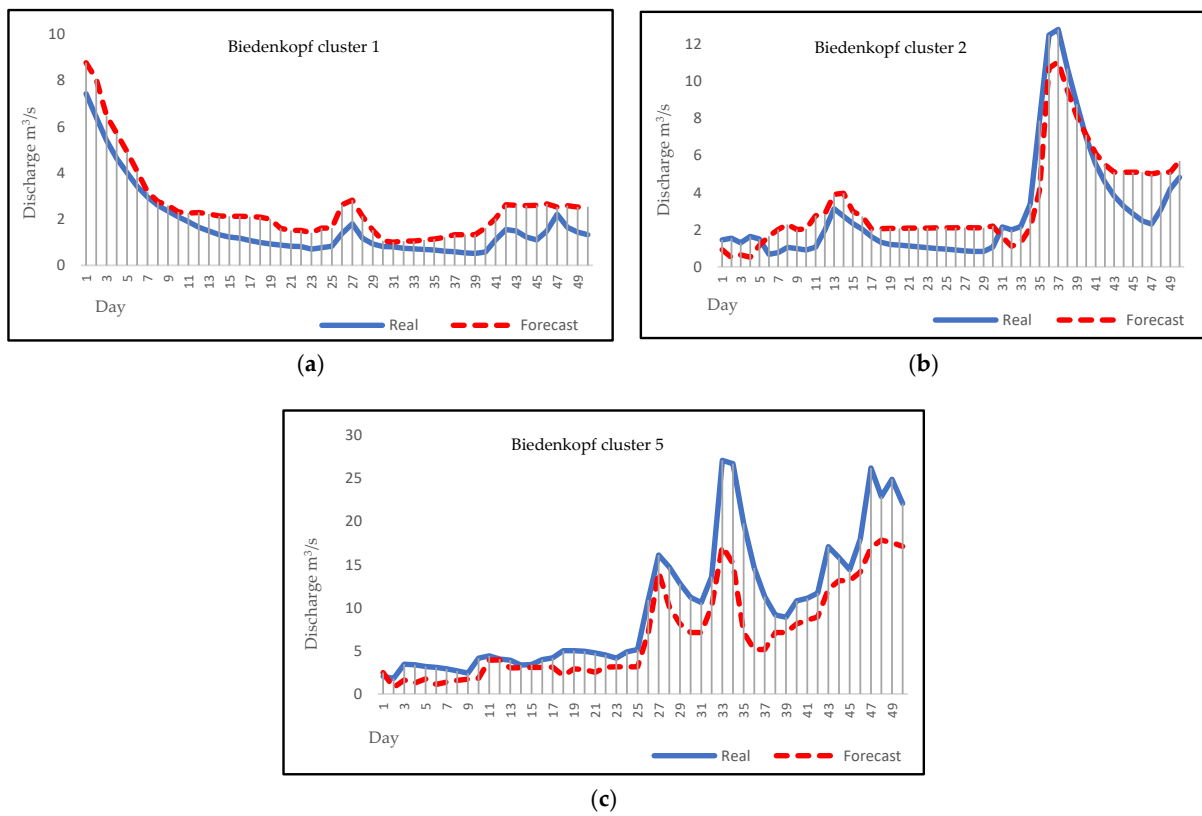 Biedenkopf cluster 1
Discharge m³/s
10
8
6
4
2
0
1 3 5 7 9 11 13 15 17 19 21 23 25 27 29 31 33 35 37 39 41 43 45 47 49
Day
Real Forecast
(a)
Biedenkopf cluster 2
Discharge m³/s
12
10
8
6
4
2
0
1 3 5 7 9 11 13 15 17 19 21 23 25 27 29 31 33 35 37 39 41 43 45 47 49
Day
Real Forecast
(b)
Biedenkopf cluster 5
Discharge m³/s
30
25
20
15
10
5
0
1 3 5 7 9 11 13 15 17 19 21 23 25 27 29 31 33 35 37 39 41 43 45 47 49
Day
Real Forecast
(c)